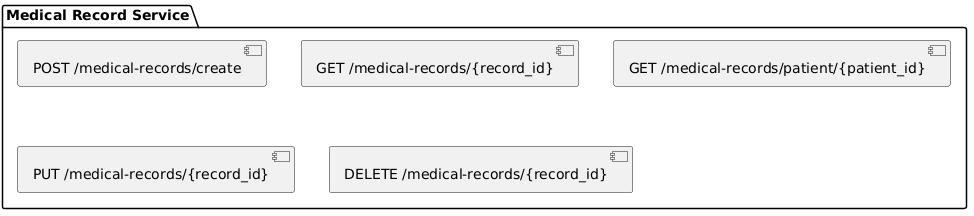 Medical Record Service
POST /medical-records/create
GET /medical-records/{record_id}
GET /medical-records/patient/{patient_id}
PUT /medical-records/{record_id}
DELETE /medical-records/{record_id}